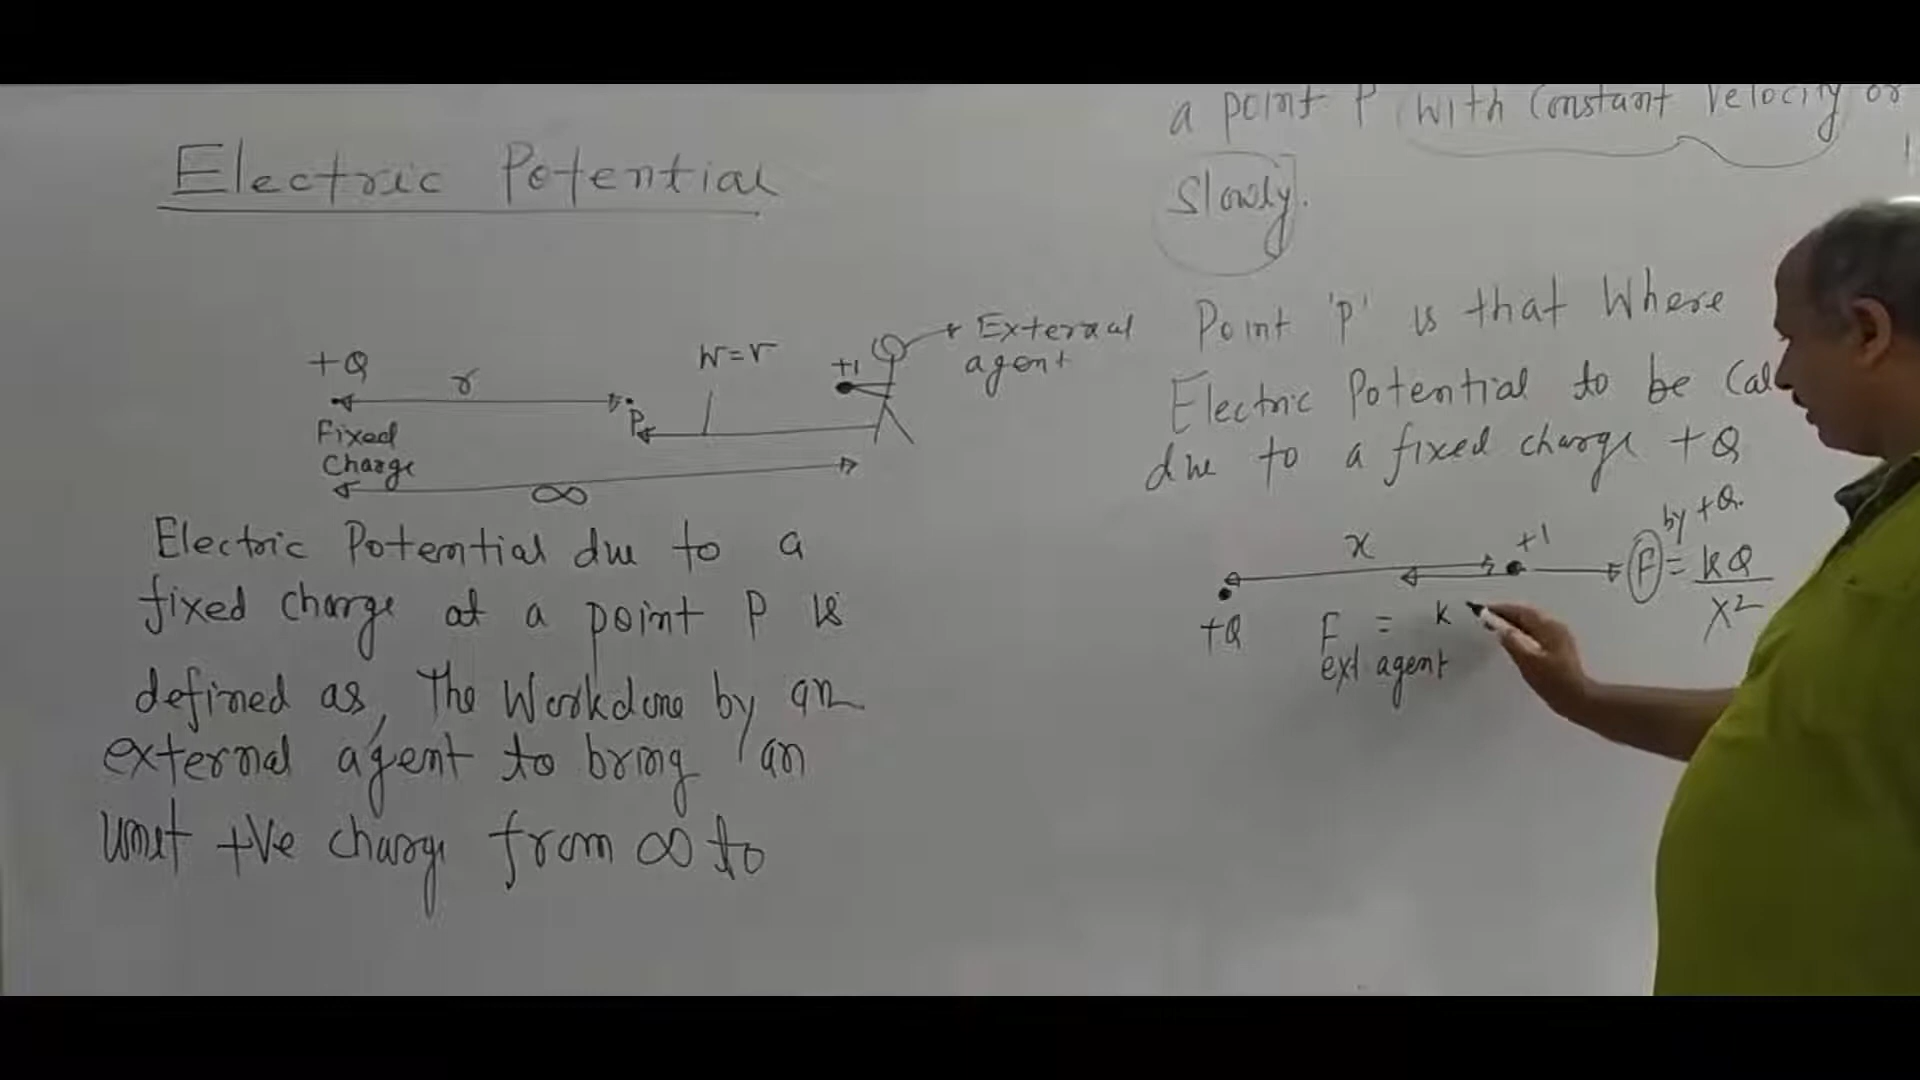 Electric Potential
+Q
r
W=V
+1
External
agent
P
Fixed
Charge
∞
Electric Potential due to a
fixed charge at a point P is
defined as, The Workdone by an
external agent to bring an
unit +ve charge from ∞ to
a point P with Constant Velocity or
Slowly.
Point 'P' is that Where
Electric Potential to be Cal
due to a fixed charge +Q
x
+1
F by +Q. = kQ
x²
+Q
F = k
ext agent